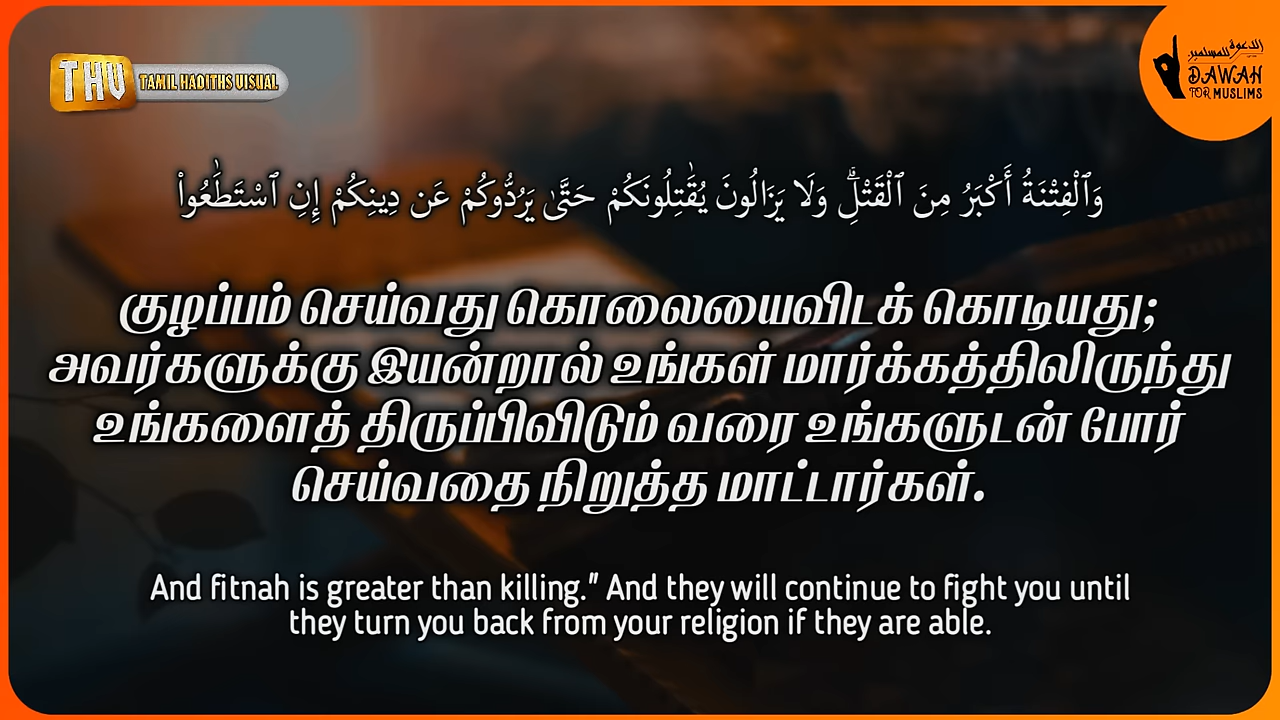 THV TAMIL HADITHS VISUAL
الدعوة للمسلمين
DAWAH
FOR MUSLIMS
وَٱلْفِتْنَةُ أَكْبَرُ مِنَ ٱلْقَتْلِۗ وَلَا يَزَالُونَ يُقَٰتِلُونَكُمْ حَتَّىٰ يَرُدُّوكُمْ عَن دِينِكُمْ إِنِ ٱسْتَطَٰعُوا۟
குழப்பம் செய்வது கொலையைவிடக் கொடியது;
அவர்களுக்கு இயன்றால் உங்கள் மார்க்கத்திலிருந்து
உங்களைத் திருப்பிவிடும் வரை உங்களுடன் போர்
செய்வதை நிறுத்த மாட்டார்கள்.
And fitnah is greater than killing." And they will continue to fight you until
they turn you back from your religion if they are able.